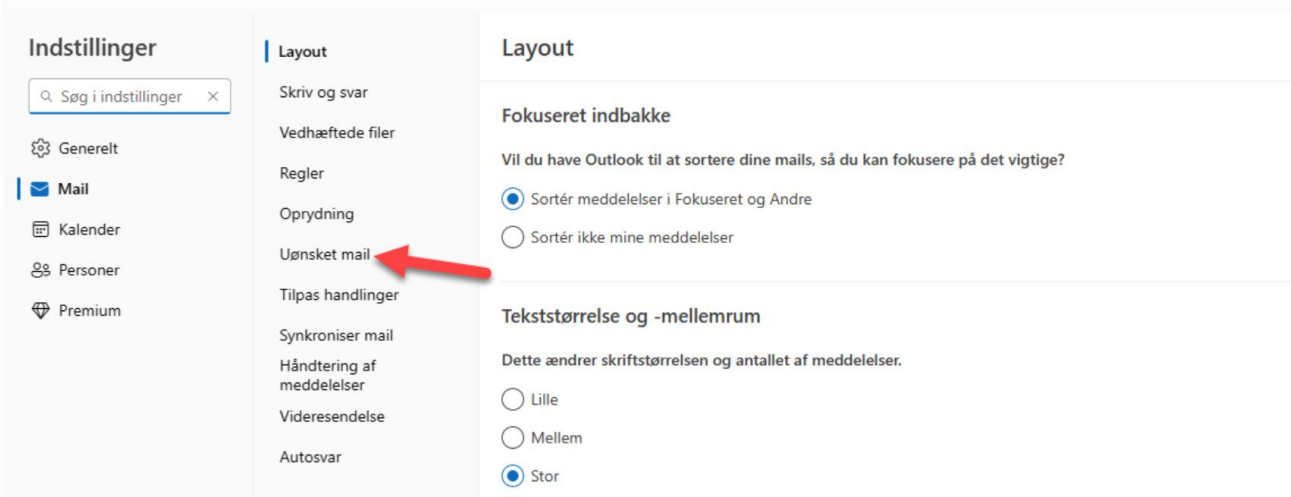 Indstillinger
Søg i indstillinger
Generelt
Mail
Kalender
Personer
Premium
Layout
Skriv og svar
Vedhæftede filer
Regler
Oprydning
Uønsket mail
Tilpas handlinger
Synkroniser mail
Håndtering af
meddelelser
Videresendelse
Autosvar
Layout
Fokuseret indbakke
Vil du have Outlook til at sortere dine mails, så du kan fokusere på det vigtige?
Sortér meddelelser i Fokuseret og Andre
Sortér ikke mine meddelelser
Tekststørrelse og -mellemrum
Dette ændrer skriftstørrelsen og antallet af meddelelser.
Lille
Mellem
Stor